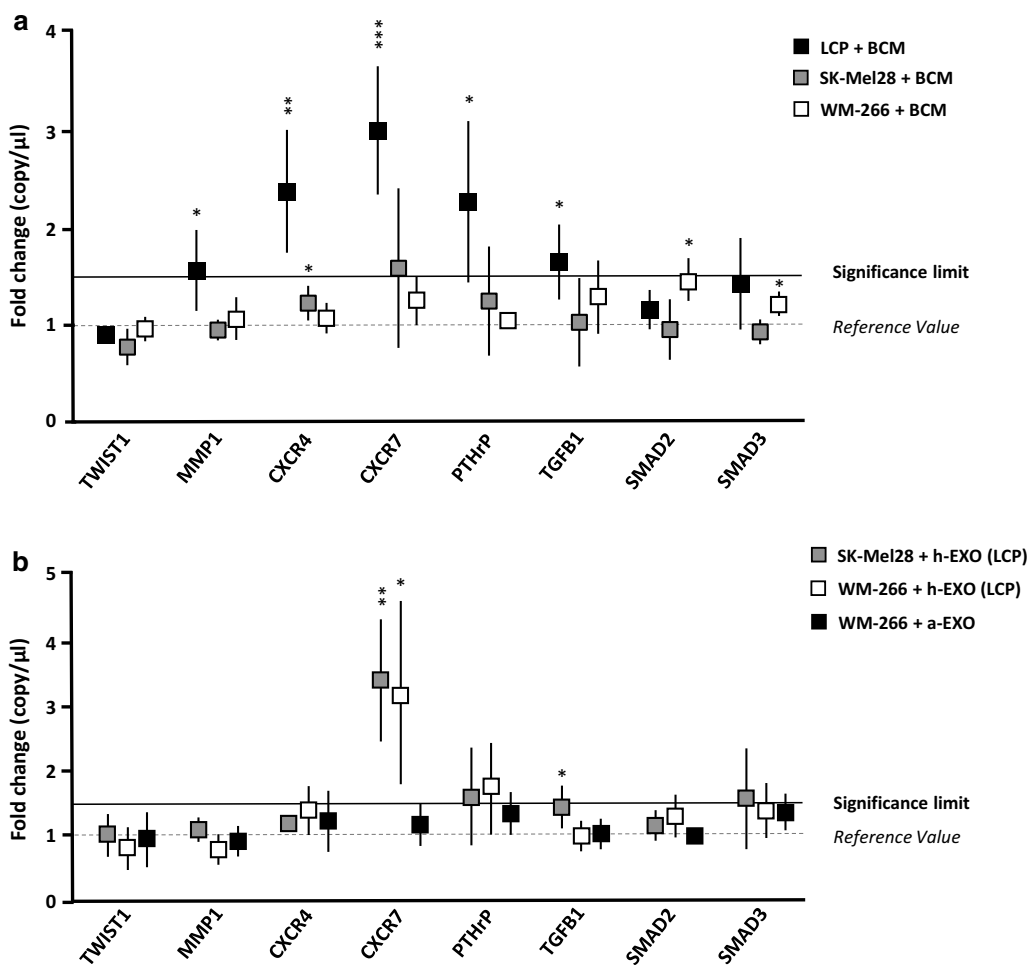 a
4
3
2
1
0
Fold change (copy/µl)
***
**
*
*
*
*
*
*
LCP + BCM
SK-Mel28 + BCM
WM-266 + BCM
Significance limit
Reference Value
TWIST1
MMP1
CXCR4
CXCR7
PTHrP
TGFB1
SMAD2
SMAD3
b
5
4
3
2
1
0
Fold change (copy/µl)
**
*
*
SK-Mel28 + h-EXO (LCP)
WM-266 + h-EXO (LCP)
WM-266 + a-EXO
Significance limit
Reference Value
TWIST1
MMP1
CXCR4
CXCR7
PTHrP
TGFB1
SMAD2
SMAD3